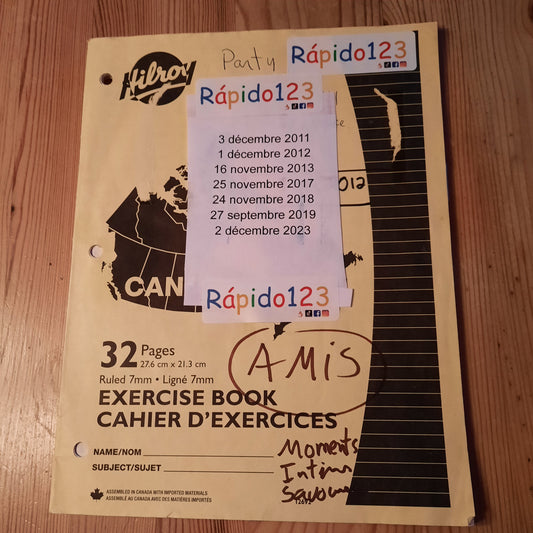 Hilroy
Party
Rápido123
Rápido123
3 décembre 2011
1 décembre 2012
16 novembre 2013
25 novembre 2017
24 novembre 2018
27 septembre 2019
2 décembre 2023
012
Rápido123
CAN
AMIS
32 Pages
27.6 cm x 21.3 cm
Ruled 7mm • Ligné 7mm
EXERCISE BOOK
CAHIER D'EXERCICES
NAME/NOM
SUBJECT/SUJET
Moments
ASSEMBLED IN CANADA WITH IMPORTED MATERIALS
ASSEMBLÉ AU CANADA AVEC DES MATIÈRES IMPORTÉES